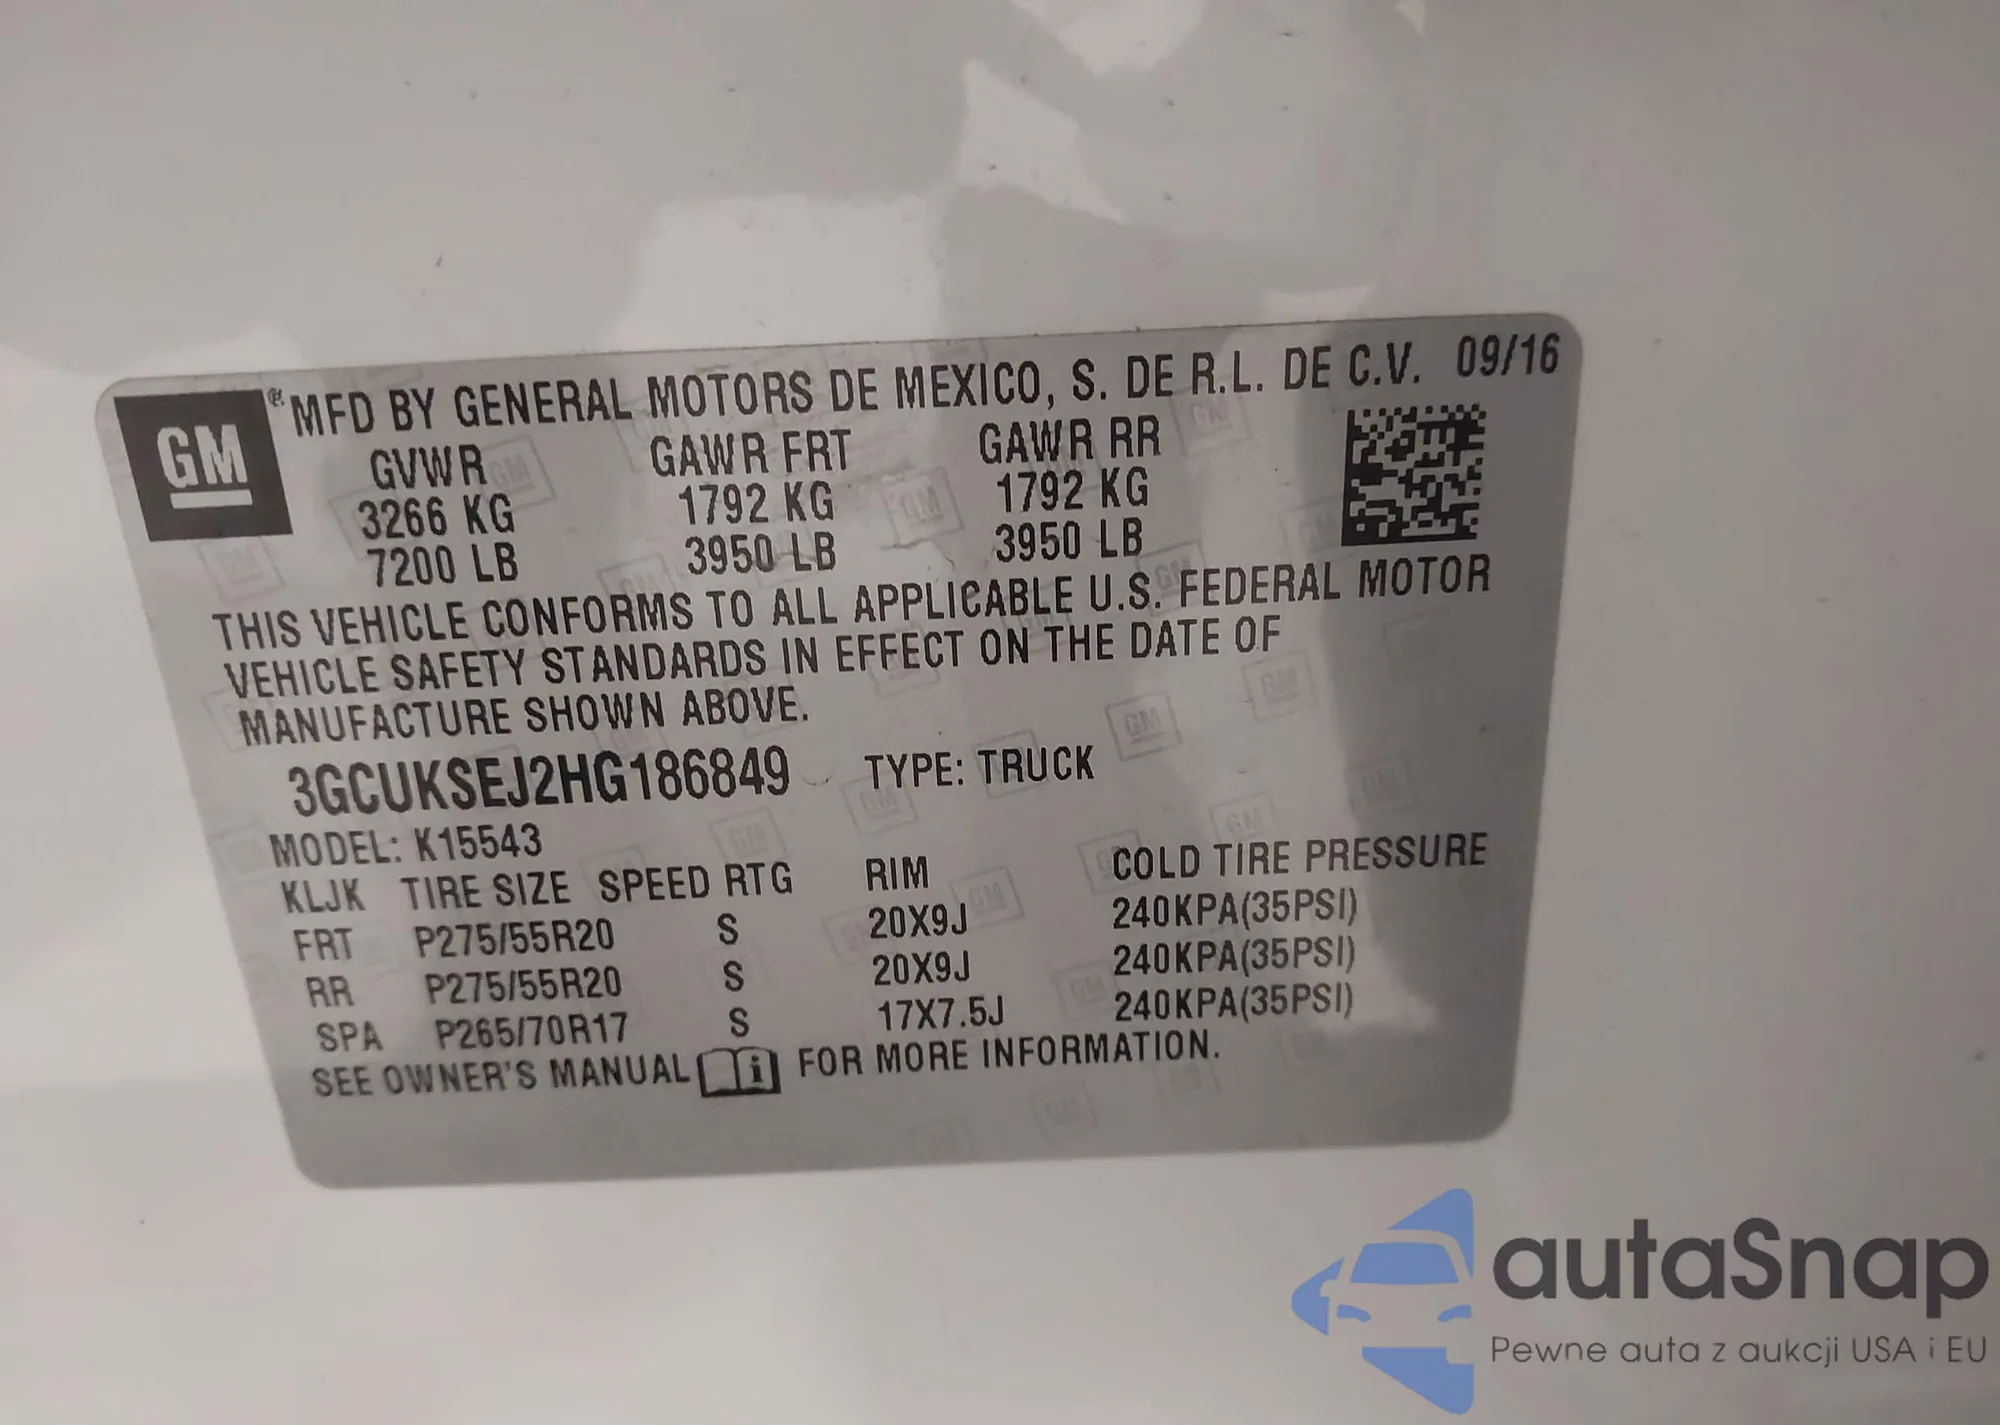 GM ® MFD BY GENERAL MOTORS DE MEXICO, S. DE R.L. DE C.V. 09/16
GVWR GAWR FRT GAWR RR
3266 KG 1792 KG 1792 KG
7200 LB 3950 LB 3950 LB
THIS VEHICLE CONFORMS TO ALL APPLICABLE U.S. FEDERAL MOTOR
VEHICLE SAFETY STANDARDS IN EFFECT ON THE DATE OF
MANUFACTURE SHOWN ABOVE.
3GCUKSEJ2HG186849 TYPE: TRUCK
MODEL: K15543
KLJK TIRE SIZE SPEED RTG RIM COLD TIRE PRESSURE
FRT P275/55R20 S 20X9J 240KPA(35PSI)
RR P275/55R20 S 20X9J 240KPA(35PSI)
SPA P265/70R17 S 17X7.5J 240KPA(35PSI)
SEE OWNER'S MANUAL i FOR MORE INFORMATION.
autaSnap
Pewne auta z aukcji USA i EU